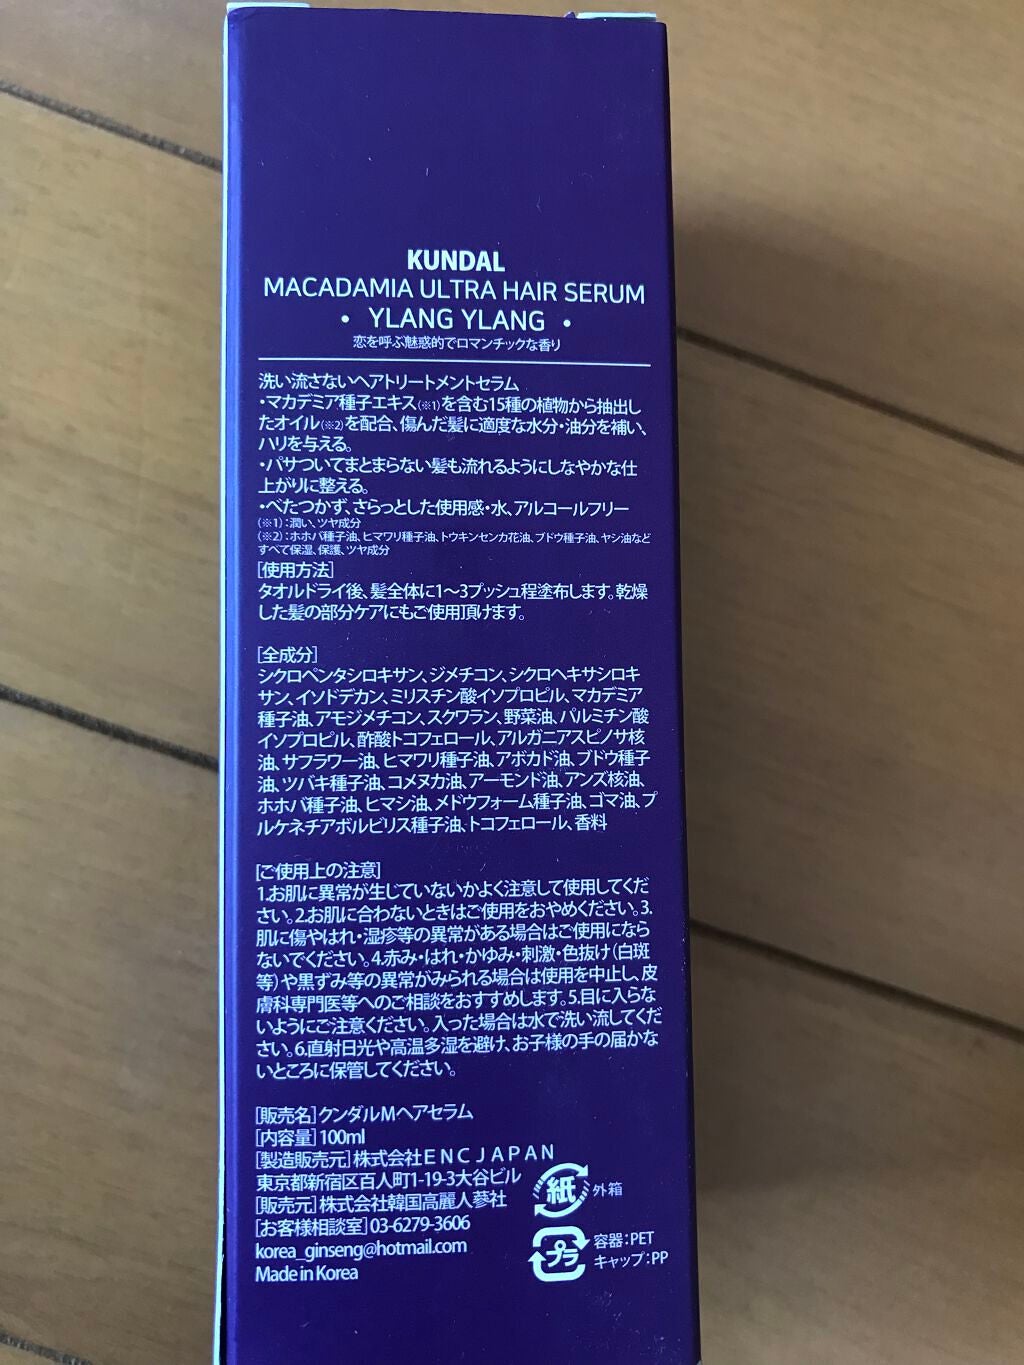 KUNDAL
MACADAMIA ULTRA HAIR SERUM
• YLANG YLANG •
恋を呼ぶ魅惑的でロマンチックな香り
洗い流さないヘアトリートメントセラム
・マカデミア種子エキス(※1)を含む15種の植物から抽出し
たオイル(※2)を配合、傷んだ髪に適度な水分・油分を補い、
ハリを与える。
・パサついてまとまらない髪も流れるようにしなやかな仕
上がりに整える。
・べたつかず、さらっとした使用感・水、アルコールフリー
(※1):潤い、ツヤ成分
(※2):ホホバ種子油、ヒマワリ種子油、トウキンセンカ花油、ブドウ種子油、ヤシ油など
すべて保湿、保護、ツヤ成分
[使用方法]
タオルドライ後、髪全体に1〜3プッシュ程塗布します。乾燥
した髪の部分ケアにもご使用頂けます。
[全成分]
シクロペンタシロキサン、ジメチコン、シクロヘキサシロキ
サン、イソドデカン、ミリスチン酸イソプロピル、マカデミア
種子油、アモジメチコン、スクワラン、野菜油、パルミチン酸
イソプロピル、酢酸トコフェロール、アルガニアスピノサ核
油、サフラワー油、ヒマワリ種子油、アボカド油、ブドウ種子
油、ツバキ種子油、コメヌカ油、アーモンド油、アンズ核油、
ホホバ種子油、ヒマシ油、メドウフォーム種子油、ゴマ油、プ
ルケネチアボルビリス種子油、トコフェロール、香料
[ご使用上の注意]
1.お肌に異常が生じていないかよく注意して使用してくだ
さい。2.お肌に合わないときはご使用をおやめください。3.
肌に傷やはれ・湿疹等の異常がある場合はご使用になら
ないでください。4.赤み・はれ・かゆみ・刺激・色抜け(白斑
等)や黒ずみ等の異常がみられる場合は使用を中止し、皮
膚科専門医等へのご相談をおすすめします。5.目に入らな
いようにご注意ください。入った場合は水で洗い流してくだ
さい。6.直射日光や高温多湿を避け、お子様の手の届かな
いところに保管してください。
[販売名]クンダルMヘアセラム
[内容量]100ml
[製造販売元]株式会社ENC JAPAN
東京都新宿区百人町1-19-3大谷ビル
[販売元]株式会社韓国高麗人蔘社
[お客様相談室]03-6279-3606
korea_ginseng@hotmail.com
Made in Korea
紙 外箱
プラ 容器:PET
キャップ:PP